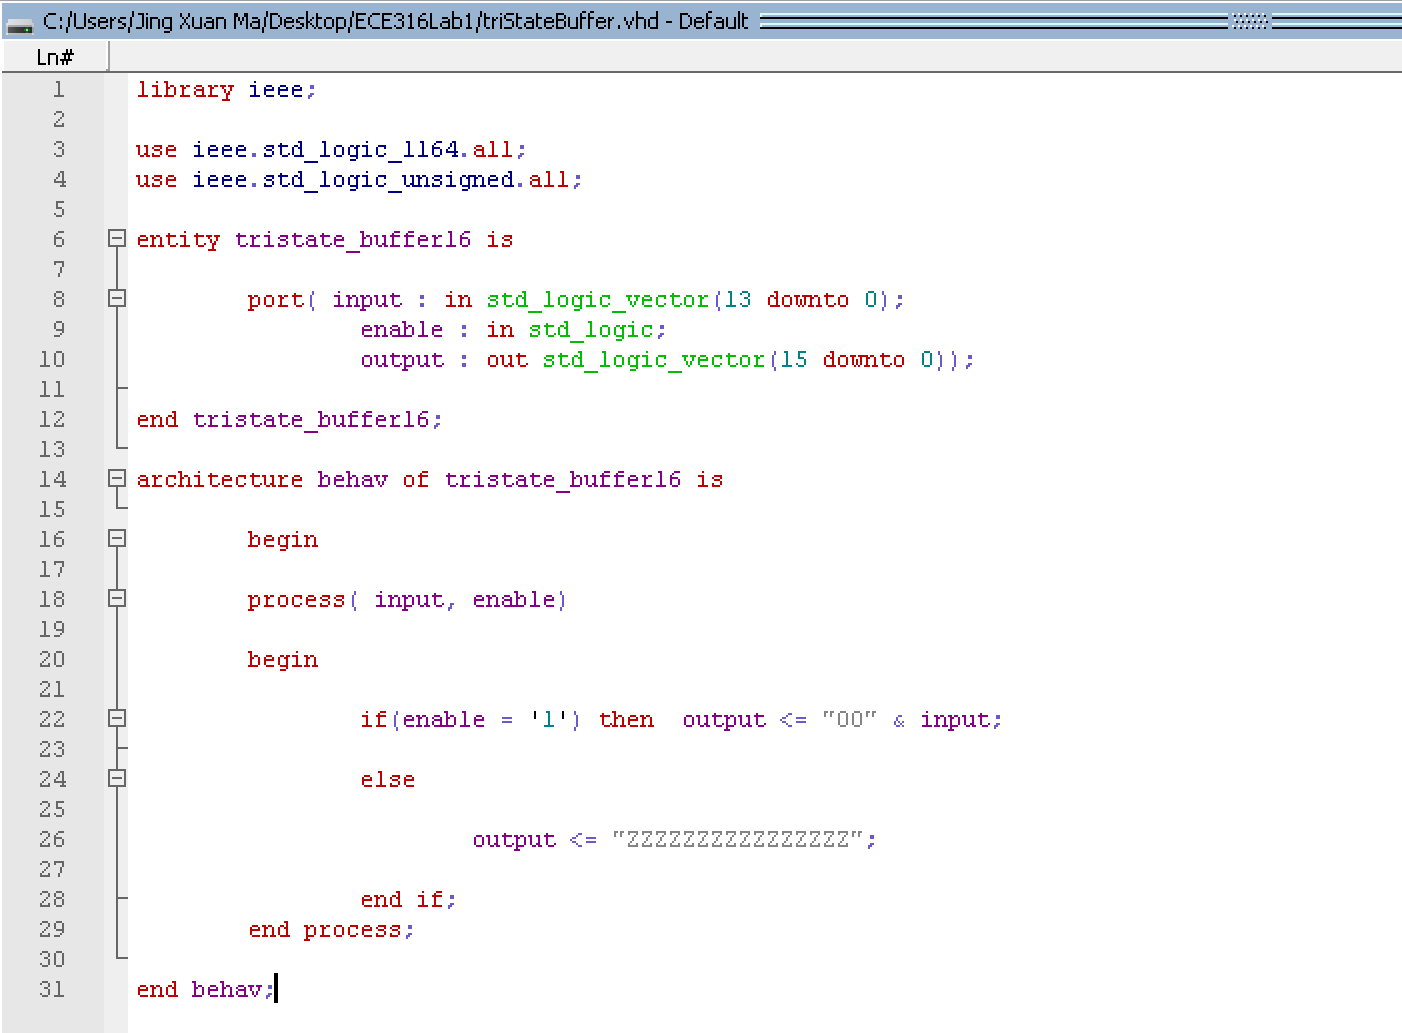 C:/Users/Jing Xuan Ma/Desktop/ECE316Lab1/triStateBuffer.vhd - Default
Ln#
1 library ieee;
2
3 use ieee.std_logic_1164.all;
4 use ieee.std_logic_unsigned.all;
5
6 entity tristate_buffer16 is
7
8 port( input : in std_logic_vector(13 downto 0);
9 enable : in std_logic;
10 output : out std_logic_vector(15 downto 0));
11
12 end tristate_buffer16;
13
14 architecture behav of tristate_buffer16 is
15
16 begin
17
18 process( input, enable)
19
20 begin
21
22 if(enable = '1') then output <= "00" & input;
23
24 else
25
26 output <= "ZZZZZZZZZZZZZZZZ";
27
28 end if;
29 end process;
30
31 end behav;